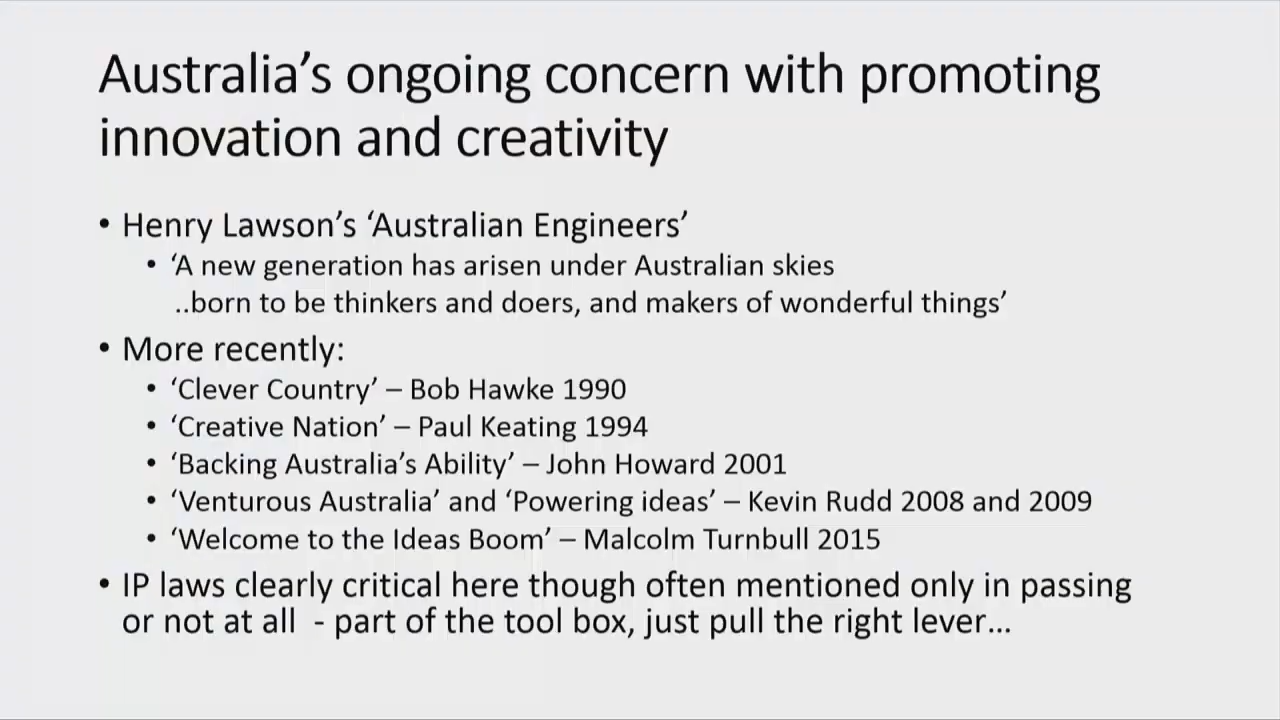 Australia’s ongoing concern with promoting
innovation and creativity
• Henry Lawson’s ‘Australian Engineers’
• ‘A new generation has arisen under Australian skies
..born to be thinkers and doers, and makers of wonderful things’
• More recently:
• ‘Clever Country’ – Bob Hawke 1990
• ‘Creative Nation’ – Paul Keating 1994
• ‘Backing Australia’s Ability’ – John Howard 2001
• ‘Venturous Australia’ and ‘Powering ideas’ – Kevin Rudd 2008 and 2009
• ‘Welcome to the Ideas Boom’ – Malcolm Turnbull 2015
• IP laws clearly critical here though often mentioned only in passing
or not at all - part of the tool box, just pull the right lever…